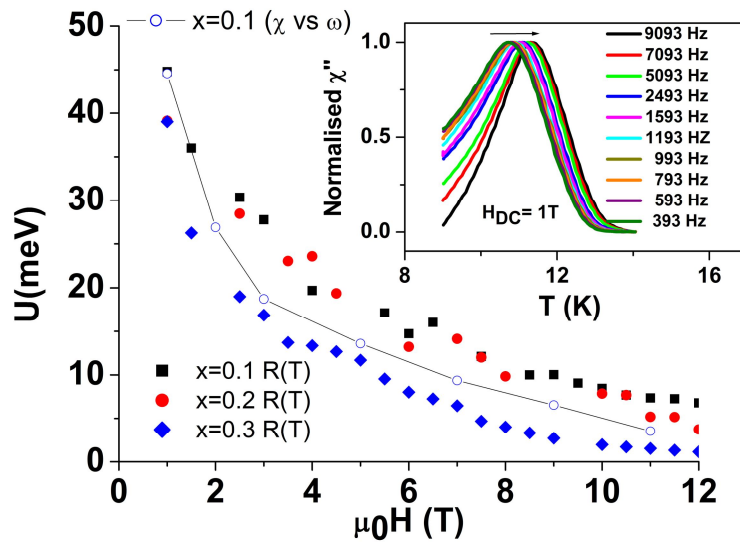 x=0.1 (χ vs ω)
50
40
30
20
10
0
U(meV)
x=0.1 R(T)
x=0.2 R(T)
x=0.3 R(T)
0 2 4 6 8 10 12
μ0H (T)
1.0
0.5
0.0
Normalised χ"
9093 Hz
7093 Hz
5093 Hz
2493 Hz
1593 Hz
1193 HZ
993 Hz
793 Hz
593 Hz
393 Hz
HDC= 1T
8 12 16
T (K)